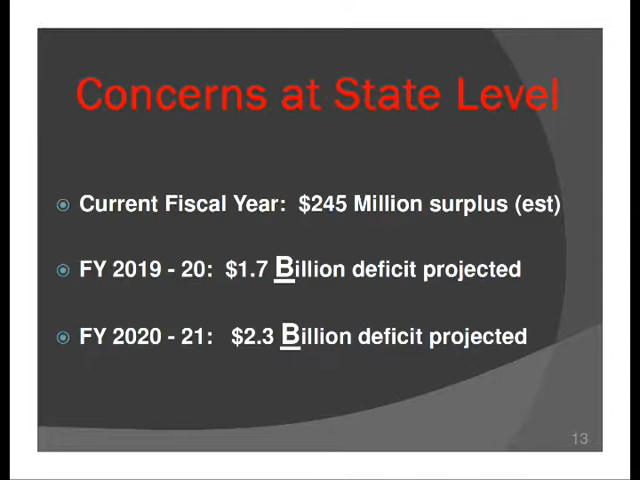 Concerns at State Level
Current Fiscal Year: $245 Million surplus (est)
FY 2019 - 20: $1.7 Billion deficit projected
FY 2020 - 21: $2.3 Billion deficit projected
13